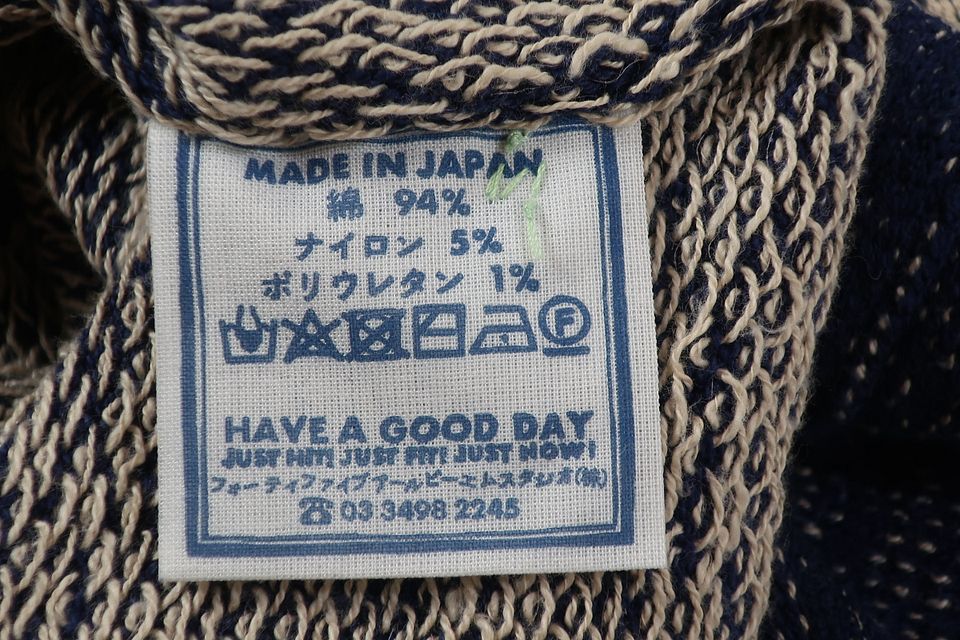 MADE IN JAPAN
綿 94%
ナイロン 5%
ポリウレタン 1%
F
HAVE A GOOD DAY
JUST HIT! JUST FIT! JUST NOW!
フォーティファイブアールピーエムスタジオ(株)
☎ 03 3498 2245